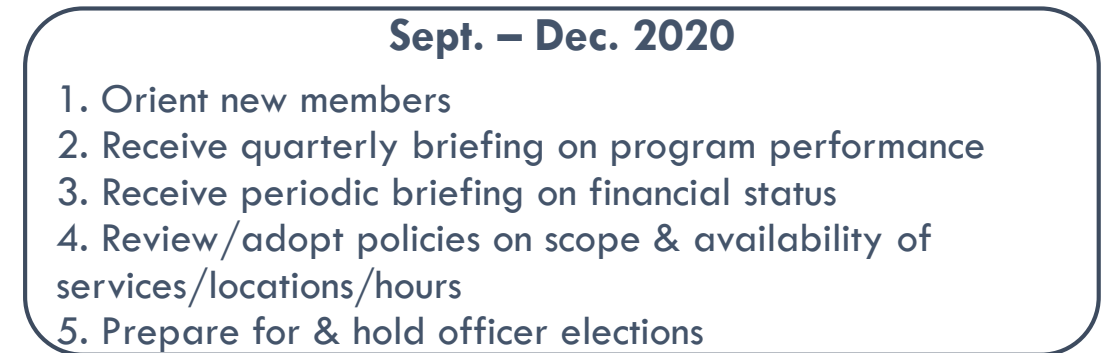 Sept. – Dec. 2020
1. Orient new members
2. Receive quarterly briefing on program performance
3. Receive periodic briefing on financial status
4. Review/adopt policies on scope & availability of
services/locations/hours
5. Prepare for & hold officer elections